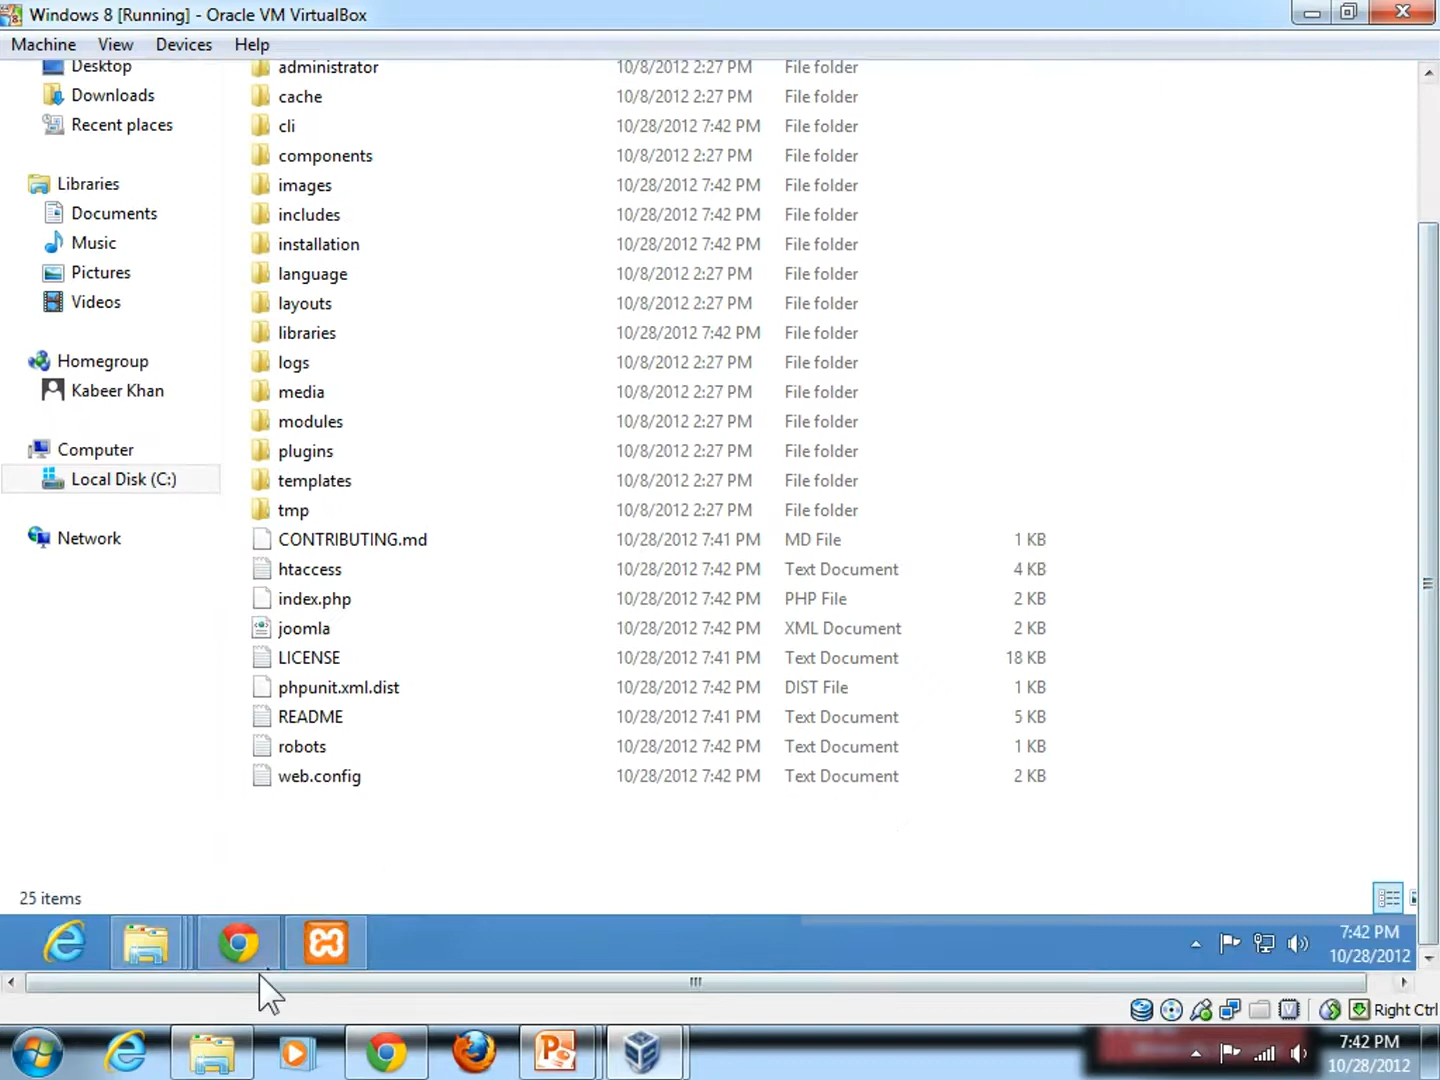 Windows 8 [Running] - Oracle VM VirtualBox
Machine View Devices Help
Desktop
Downloads
Recent places
Libraries
Documents
Music
Pictures
Videos
Homegroup
Kabeer Khan
Computer
Local Disk (C:)
Network
administrator 10/8/2012 2:27 PM File folder
cache 10/8/2012 2:27 PM File folder
cli 10/28/2012 7:42 PM File folder
components 10/8/2012 2:27 PM File folder
images 10/28/2012 7:42 PM File folder
includes 10/28/2012 7:42 PM File folder
installation 10/28/2012 7:42 PM File folder
language 10/8/2012 2:27 PM File folder
layouts 10/8/2012 2:27 PM File folder
libraries 10/28/2012 7:42 PM File folder
logs 10/8/2012 2:27 PM File folder
media 10/8/2012 2:27 PM File folder
modules 10/8/2012 2:27 PM File folder
plugins 10/8/2012 2:27 PM File folder
templates 10/8/2012 2:27 PM File folder
tmp 10/8/2012 2:27 PM File folder
CONTRIBUTING.md 10/28/2012 7:41 PM MD File 1 KB
htaccess 10/28/2012 7:42 PM Text Document 4 KB
index.php 10/28/2012 7:42 PM PHP File 2 KB
joomla 10/28/2012 7:42 PM XML Document 2 KB
LICENSE 10/28/2012 7:41 PM Text Document 18 KB
phpunit.xml.dist 10/28/2012 7:42 PM DIST File 1 KB
README 10/28/2012 7:41 PM Text Document 5 KB
robots 10/28/2012 7:42 PM Text Document 1 KB
web.config 10/28/2012 7:42 PM Text Document 2 KB
25 items
7:42 PM
10/28/2012
Right Ctrl
7:42 PM
10/28/2012